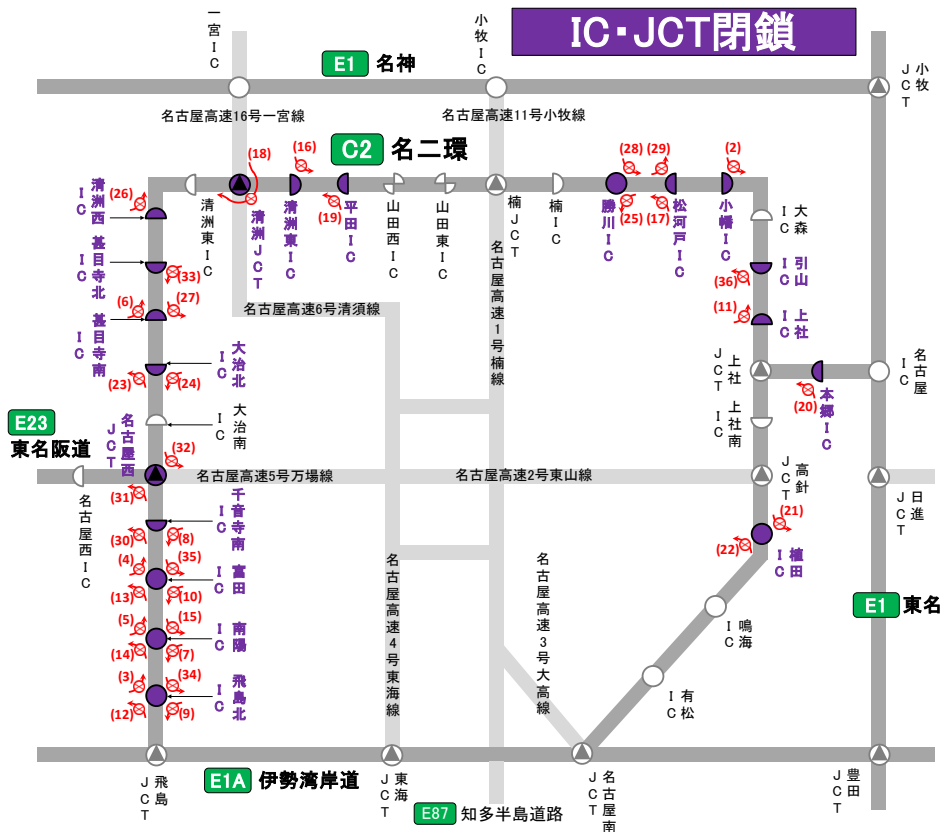 IC・JCT閉鎖
一宮IC
小牧IC
E1 名神
小牧JCT
名古屋高速16号一宮線
名古屋高速11号小牧線
C2 名二環
(18)
(16)
(28)
(29)
(2)
(26)
(19)
(25)
(17)
清洲西IC
清洲東IC
清洲JCT
清洲東IC
平田IC
山田西IC
山田東IC
楠JCT
楠IC
勝川IC
松河戸IC
小幡IC
大森IC
甚目寺北IC
(33)
引山IC
(36)
(6)
(27)
名古屋高速6号清須線
名古屋高速1号楠線
(11)
上社IC
甚目寺南IC
大治北IC
(23)
(24)
上社JCT
本郷IC
(20)
名古屋IC
E23
東名阪道
名古屋西JCT
大治南IC
上社南IC
(32)
名古屋高速5号万場線
名古屋高速2号東山線
高針JCT
日進JCT
名古屋西IC
(31)
千音寺南IC
(30)
(8)
(21)
(22)
植田IC
(4)
(35)
富田IC
(13)
(10)
名古屋高速4号東海線
名古屋高速3号大高線
E1 東名
(5)
(15)
南陽IC
(14)
(7)
鳴海IC
(3)
(34)
飛島北IC
(12)
(9)
有松IC
飛島JCT
E1A 伊勢湾岸道
東海JCT
名古屋南JCT
豊田JCT
E87 知多半島道路